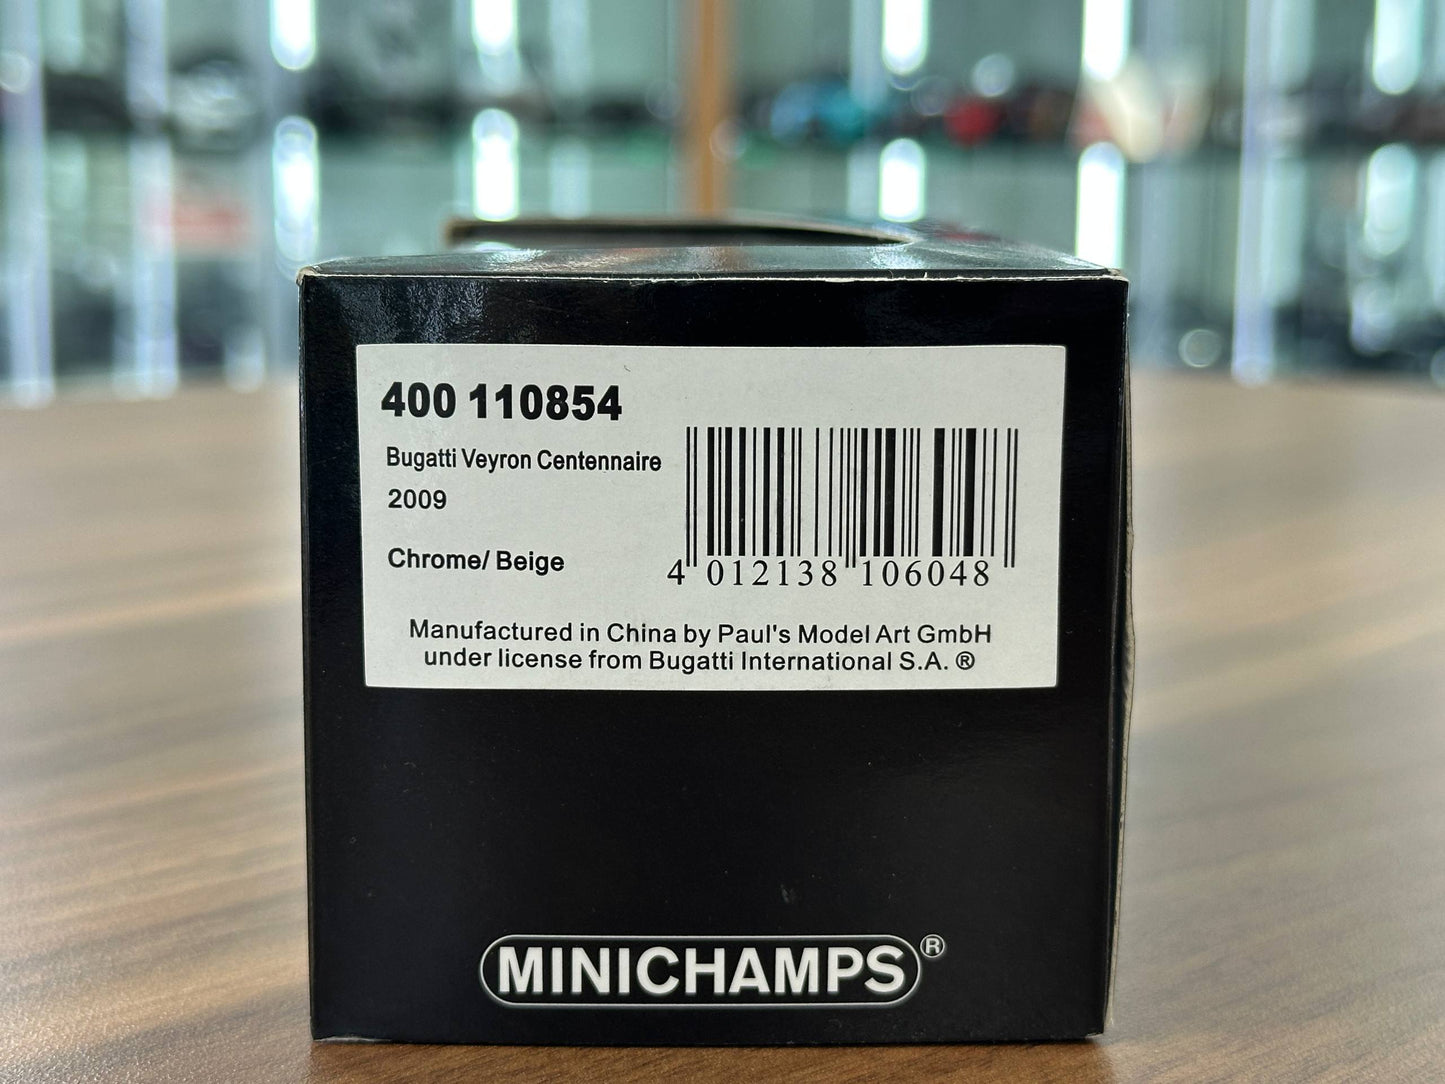 400 110854
Bugatti Veyron Centennaire
2009
Chrome/ Beige
4 012138 106048
Manufactured in China by Paul's Model Art GmbH
under license from Bugatti International S.A. ®
MINICHAMPS®